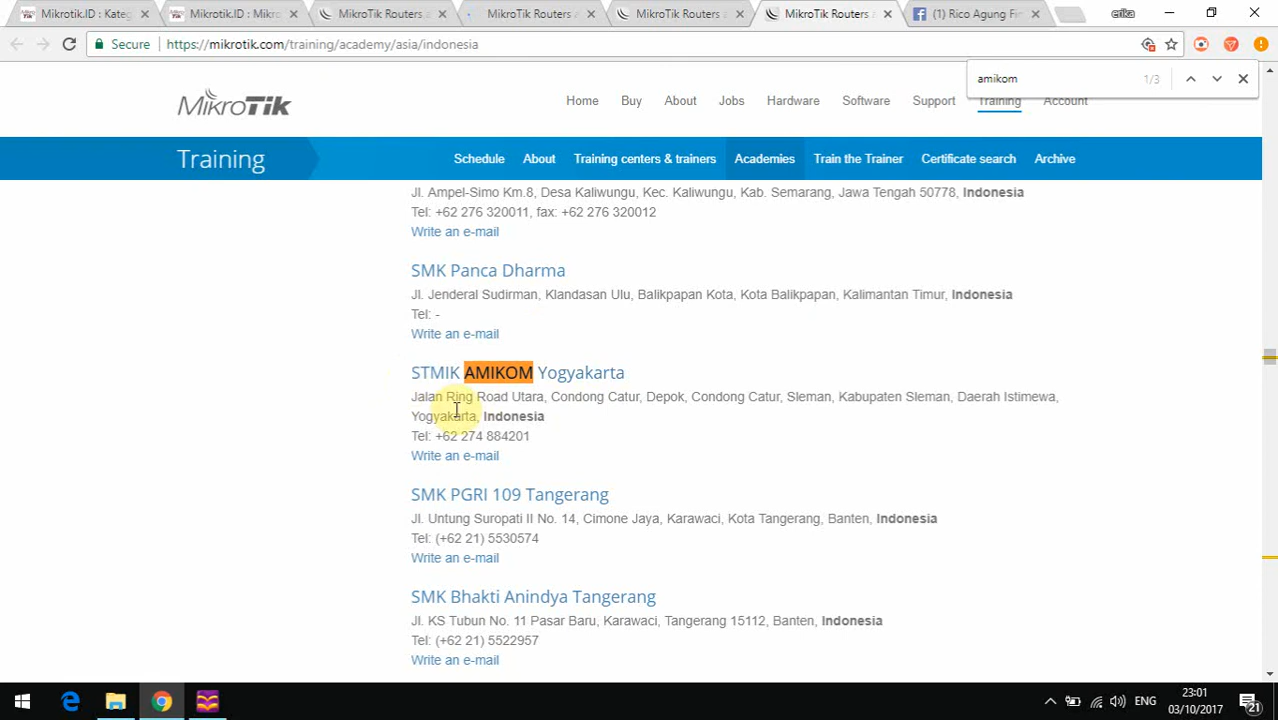 Mikrotik.ID : Kateg
Mikrotik.ID : Mikro
MikroTik Routers a
MikroTik Routers a
MikroTik Routers a
MikroTik Routers a
(1) Rico Agung Fir
erika
Secure
https://mikrotik.com/training/academy/asia/indonesia
amikom
1/3
MikroTik
Home
Buy
About
Jobs
Hardware
Software
Support
Training
Account
Training
Schedule
About
Training centers & trainers
Academies
Train the Trainer
Certificate search
Archive
Jl. Ampel-Simo Km.8, Desa Kaliwungu, Kec. Kaliwungu, Kab. Semarang, Jawa Tengah 50778, Indonesia
Tel: +62 276 320011, fax: +62 276 320012
Write an e-mail
SMK Panca Dharma
Jl. Jenderal Sudirman, Klandasan Ulu, Balikpapan Kota, Kota Balikpapan, Kalimantan Timur, Indonesia
Tel: -
Write an e-mail
STMIK AMIKOM Yogyakarta
Jalan Ring Road Utara, Condong Catur, Depok, Condong Catur, Sleman, Kabupaten Sleman, Daerah Istimewa,
Yogyakarta, Indonesia
Tel: +62 274 884201
Write an e-mail
SMK PGRI 109 Tangerang
Jl. Untung Suropati II No. 14, Cimone Jaya, Karawaci, Kota Tangerang, Banten, Indonesia
Tel: (+62 21) 5530574
Write an e-mail
SMK Bhakti Anindya Tangerang
Jl. KS Tubun No. 11 Pasar Baru, Karawaci, Tangerang 15112, Banten, Indonesia
Tel: (+62 21) 5522957
Write an e-mail
ENG
23:01
03/10/2017
21